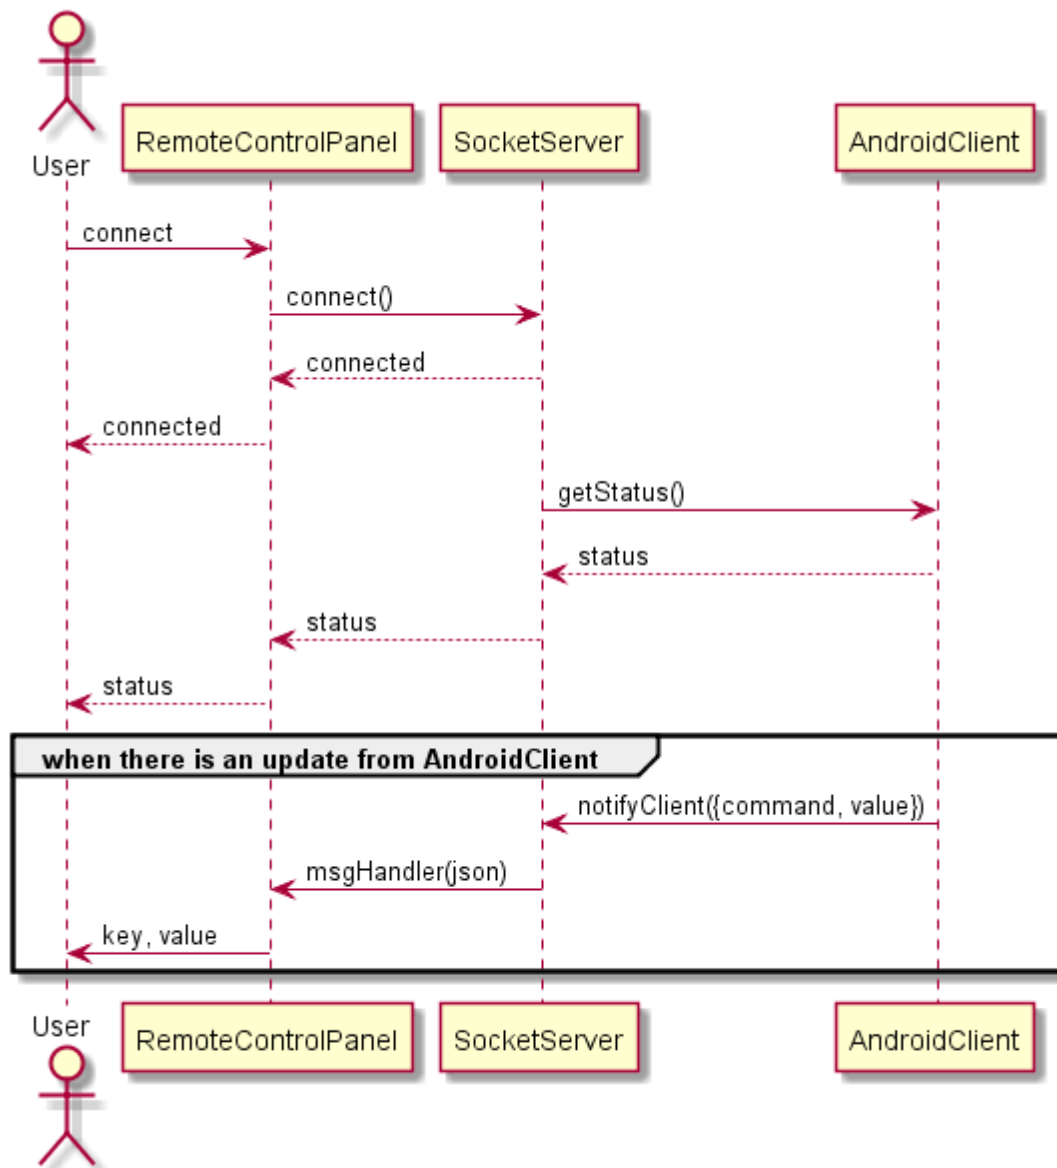 User
RemoteControlPanel
SocketServer
AndroidClient
connect
connect()
connected
connected
getStatus()
status
status
status
when there is an update from AndroidClient
notifyClient({command, value})
msgHandler(json)
key, value
User
RemoteControlPanel
SocketServer
AndroidClient